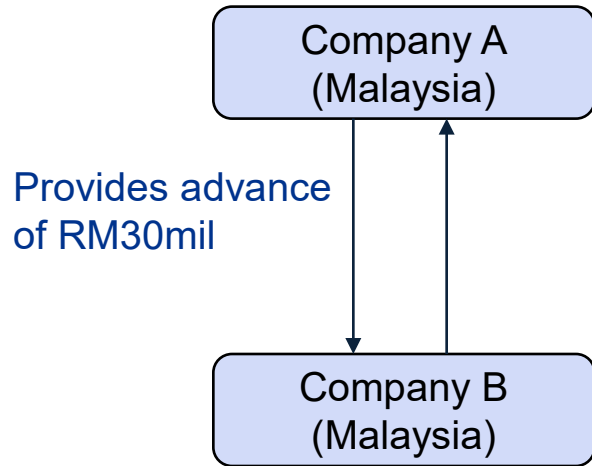 Company A
(Malaysia)
Provides advance
of RM30mil
Company B
(Malaysia)